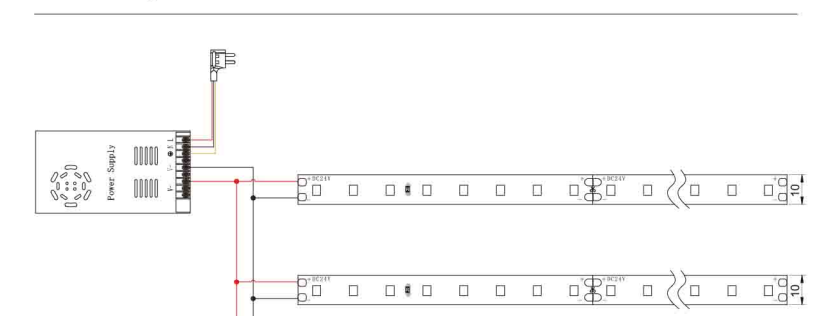 Power Supply
N L
V-
+DC24V
+
+DC24V
+
-
-
-
-
10
+DC24V
+
+DC24V
+
-
-
-
-
10